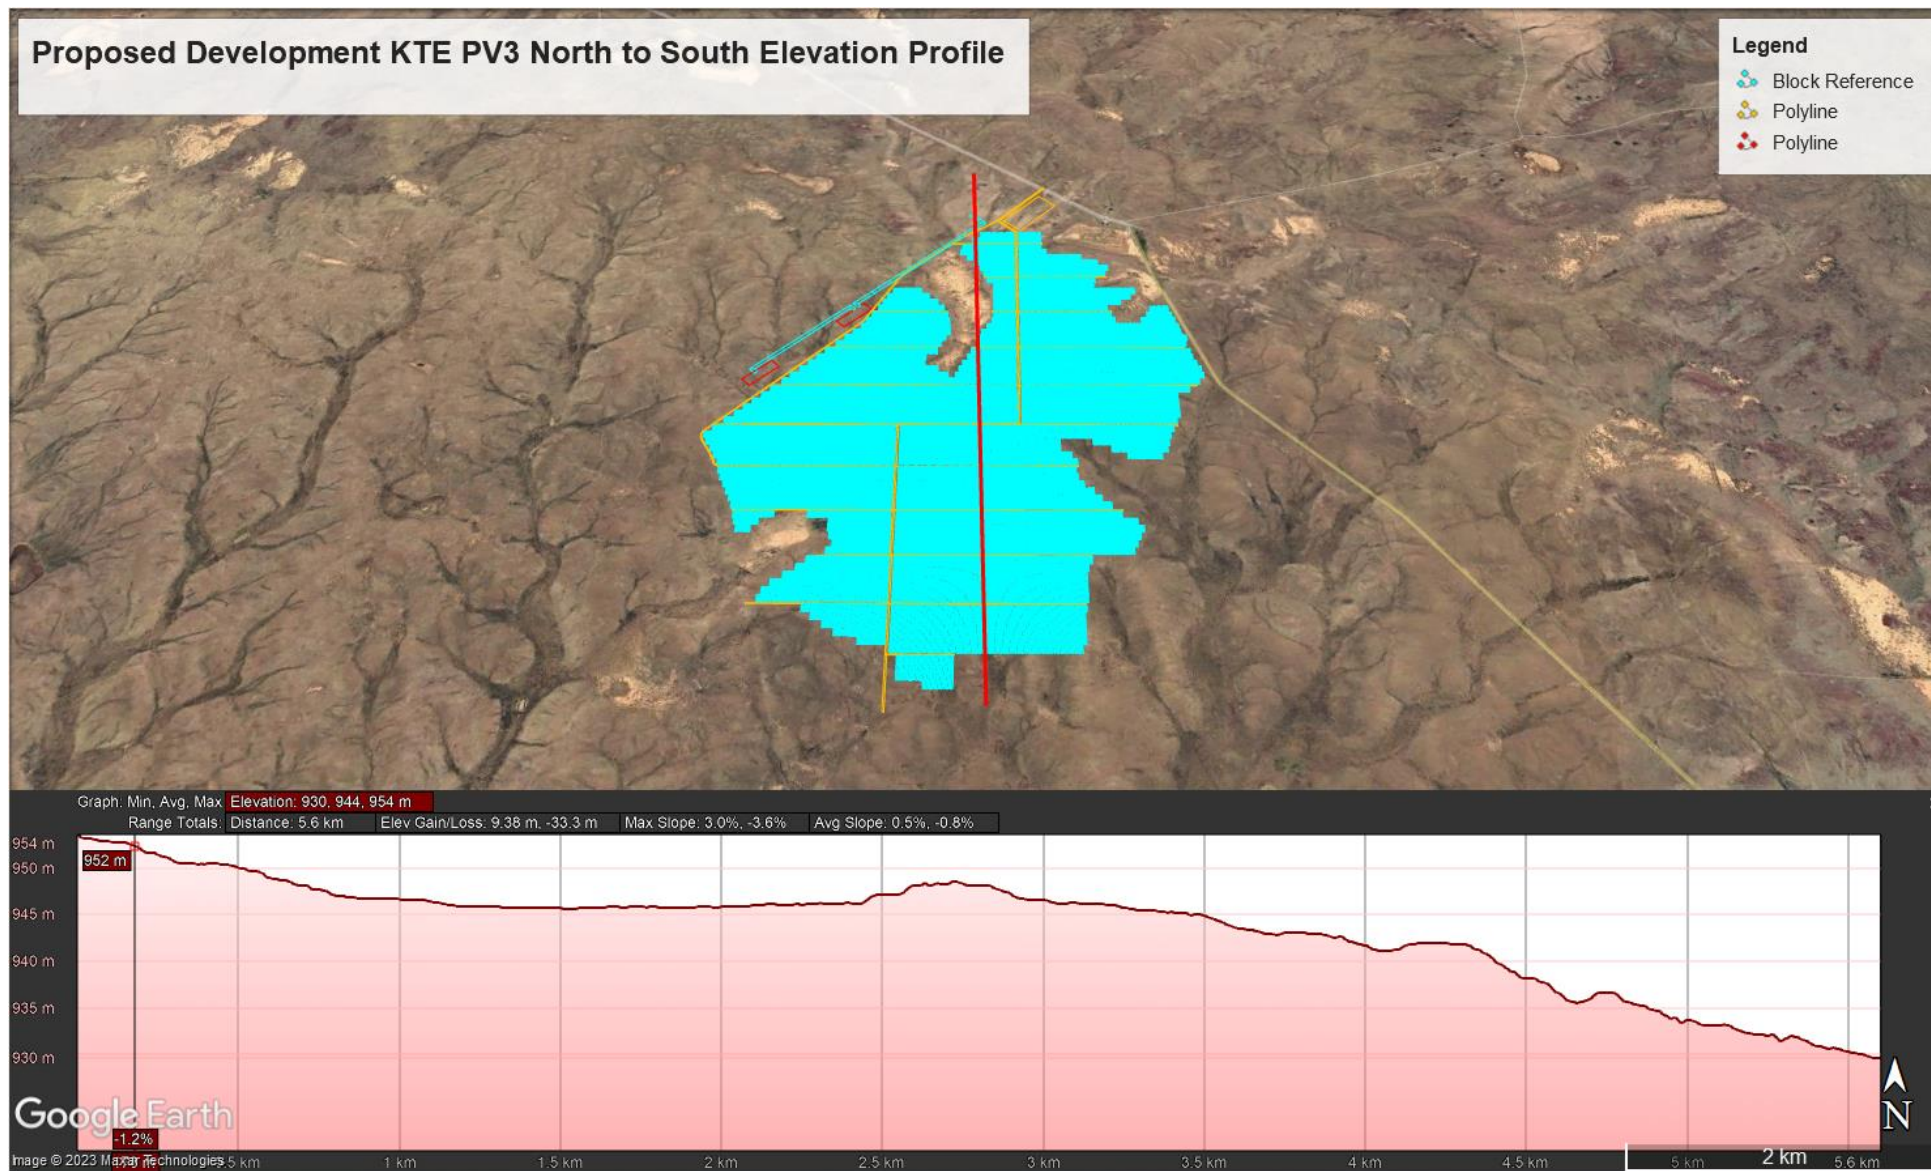 Proposed Development KTE PV3 North to South Elevation Profile
Legend
Block Reference
Polyline
Polyline
Graph: Min, Avg, Max Elevation: 930, 944, 954 m
Range Totals: Distance: 5.6 km Elev Gain/Loss: 9.38 m, -33.3 m Max Slope: 3.0%, -3.6% Avg Slope: 0.5%, -0.8%
954 m
952 m
950 m
945 m
940 m
935 m
930 m
Google Earth
N
-1.2%
Image © 2023 Maxar Technologies
1 km 1.5 km 2 km 2.5 km 3 km 3.5 km 4 km 4.5 km 5 km 2 km 5.6 km